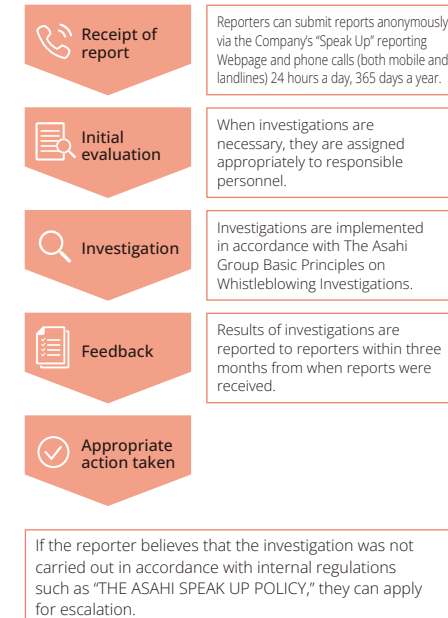 Receipt of
report
Reporters can submit reports anonymously
via the Company's “Speak Up” reporting
Webpage and phone calls (both mobile and
landlines) 24 hours a day, 365 days a year.
Initial
evaluation
When investigations are
necessary, they are assigned
appropriately to responsible
personnel.
Investigation
Investigations are implemented
in accordance with The Asahi
Group Basic Principles on
Whistleblowing Investigations.
Feedback
Results of investigations are
reported to reporters within three
months from when reports were
received.
Appropriate
action taken
If the reporter believes that the investigation was not
carried out in accordance with internal regulations
such as “THE ASAHI SPEAK UP POLICY,” they can apply
for escalation.